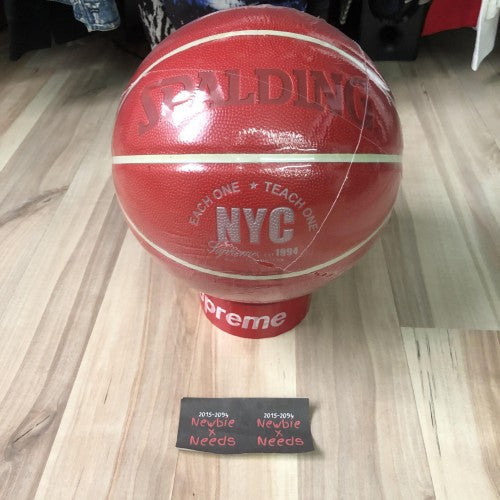 SPALDING
EACH ONE ★ TEACH ONE
NYC
Supreme 1994
Supreme
2015-2094 2015-2094
Newbie Newbie
x x
Needs Needs